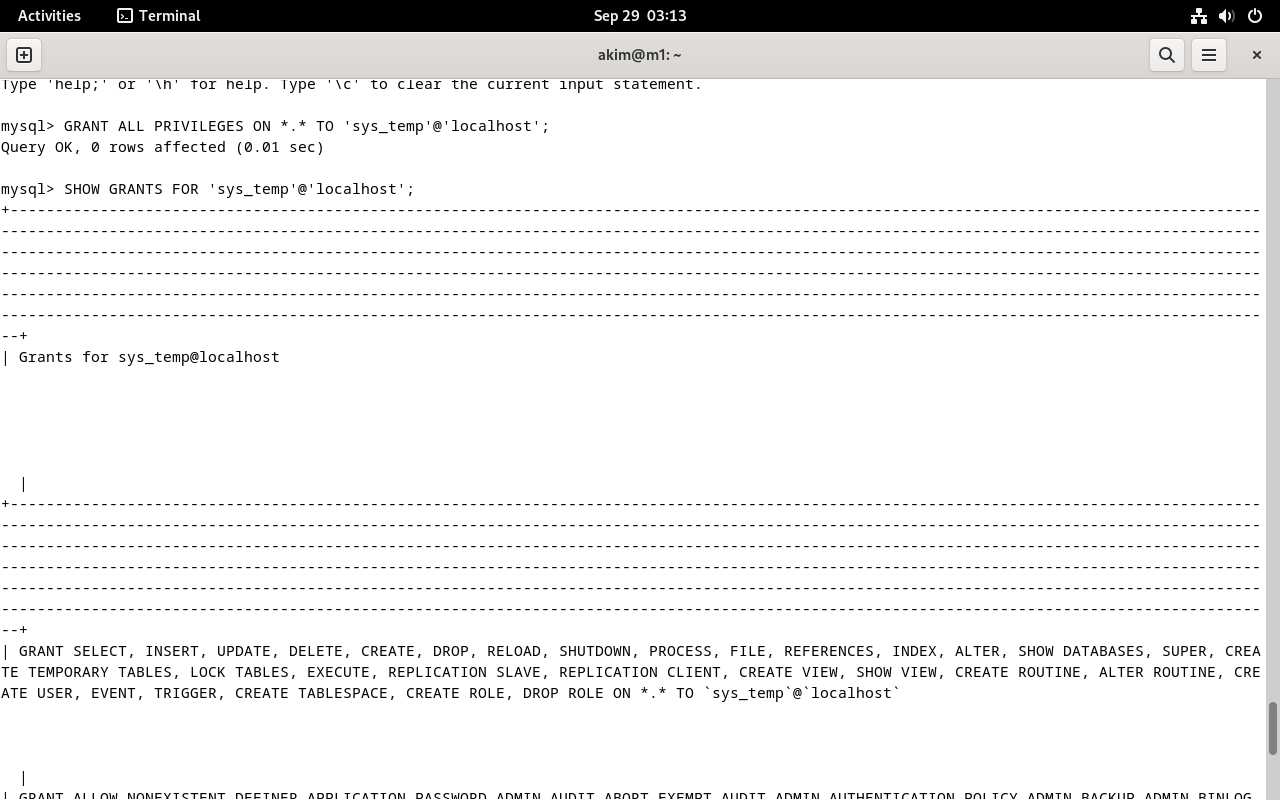 Activities Terminal Sep 29 03:13
akim@m1: ~
Type 'help;' or '\h' for help. Type '\c' to clear the current input statement.
mysql> GRANT ALL PRIVILEGES ON *.* TO 'sys_temp'@'localhost';
Query OK, 0 rows affected (0.01 sec)
mysql> SHOW GRANTS FOR 'sys_temp'@'localhost';
| Grants for sys_temp@localhost
|
| GRANT SELECT, INSERT, UPDATE, DELETE, CREATE, DROP, RELOAD, SHUTDOWN, PROCESS, FILE, REFERENCES, INDEX, ALTER, SHOW DATABASES, SUPER, CREA
TE TEMPORARY TABLES, LOCK TABLES, EXECUTE, REPLICATION SLAVE, REPLICATION CLIENT, CREATE VIEW, SHOW VIEW, CREATE ROUTINE, ALTER ROUTINE, CRE
ATE USER, EVENT, TRIGGER, CREATE TABLESPACE, CREATE ROLE, DROP ROLE ON *.* TO `sys_temp`@`localhost`
|
| GRANT ALLOW_NONEXISTENT_DEFINER,APPLICATION_PASSWORD_ADMIN,AUDIT_ABORT_EXEMPT,AUDIT_ADMIN,AUTHENTICATION_POLICY_ADMIN,BACKUP_ADMIN,BINLOG_